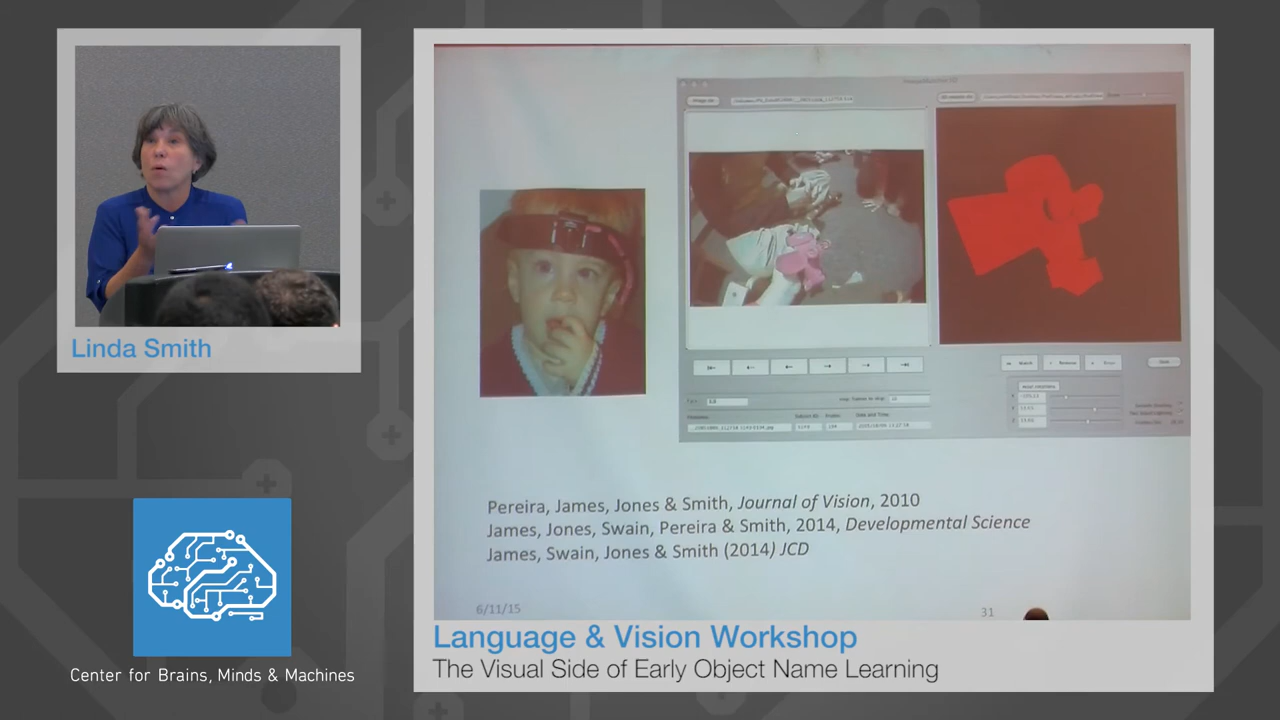 Linda Smith
Center for Brains, Minds & Machines
Pereira, James, Jones & Smith, Journal of Vision, 2010
James, Jones, Swain, Pereira & Smith, 2014, Developmental Science
James, Swain, Jones & Smith (2014) JCD
6/11/15
31
Language & Vision Workshop
The Visual Side of Early Object Name Learning